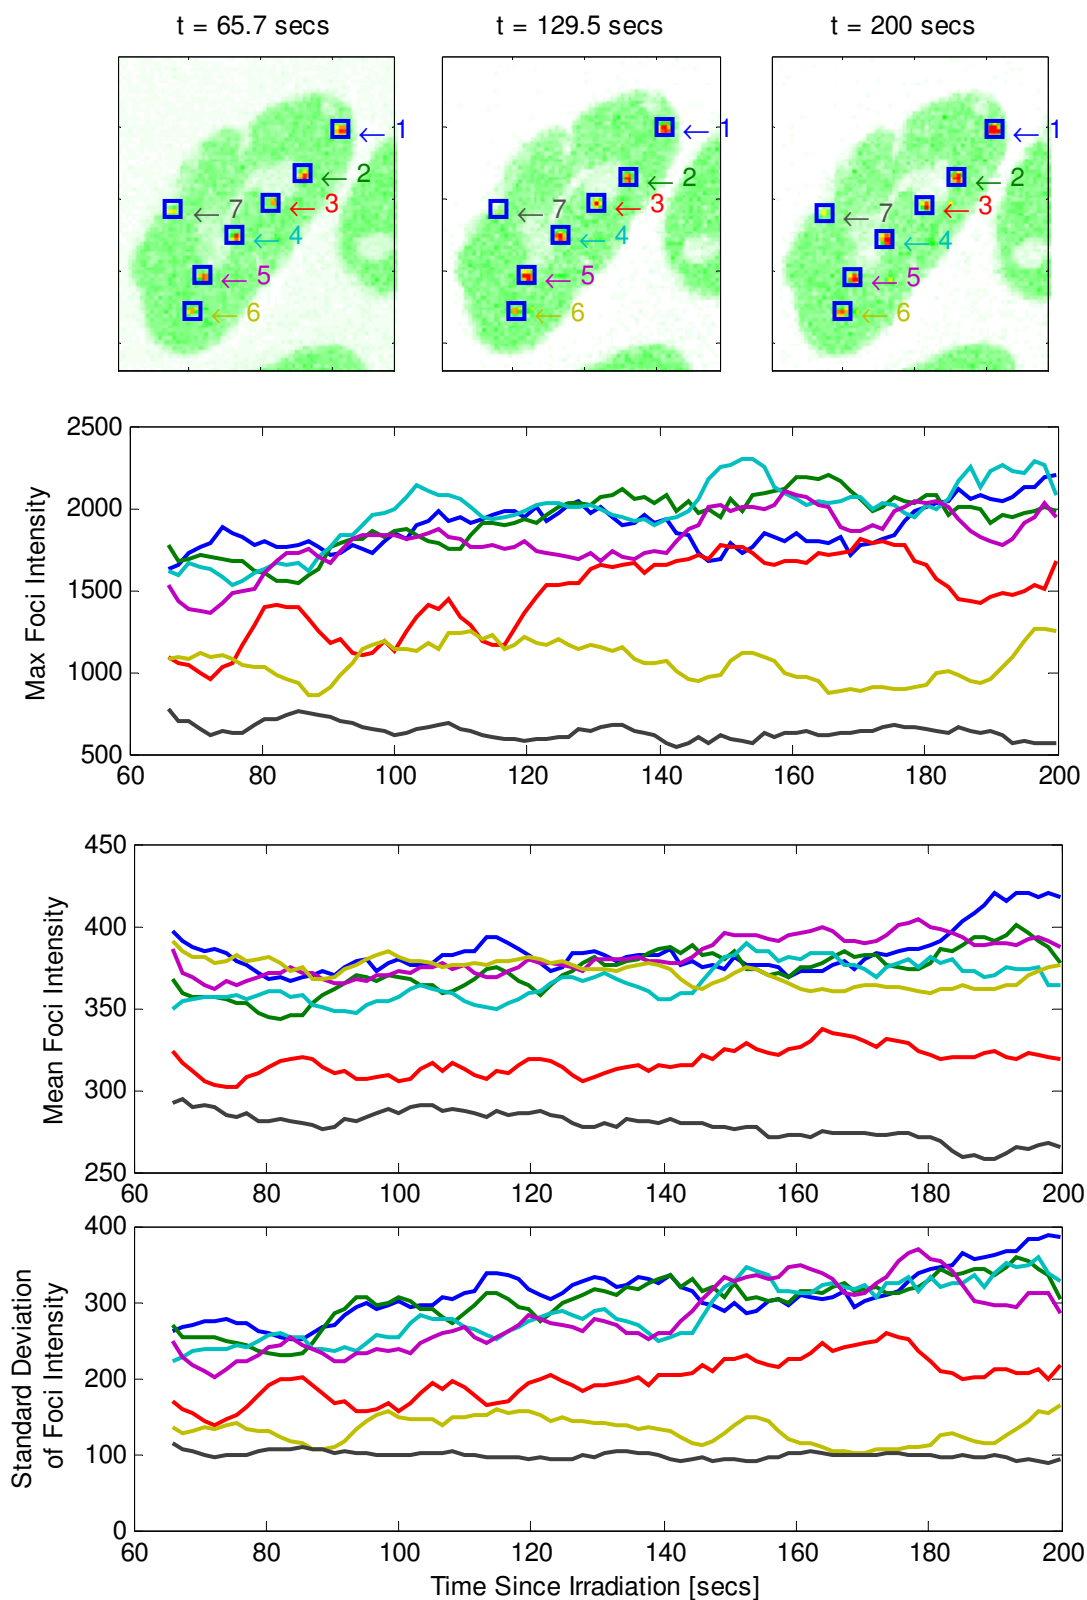 t = 65.7 secs t = 129.5 secs t = 200 secs
← 1 ← 1 ← 1
← 2 ← 2 ← 2
← 3 ← 3 ← 3
← 7 ← 7 ← 7
← 4 ← 4 ← 4
← 5 ← 5 ← 5
← 6 ← 6 ← 6
Max Foci Intensity
2500
2000
1500
1000
500
60 80 100 120 140 160 180 200
Mean Foci Intensity
450
400
350
300
250
60 80 100 120 140 160 180 200
Standard Deviation
of Foci Intensity
400
300
200
100
0
60 80 100 120 140 160 180 200
Time Since Irradiation [secs]